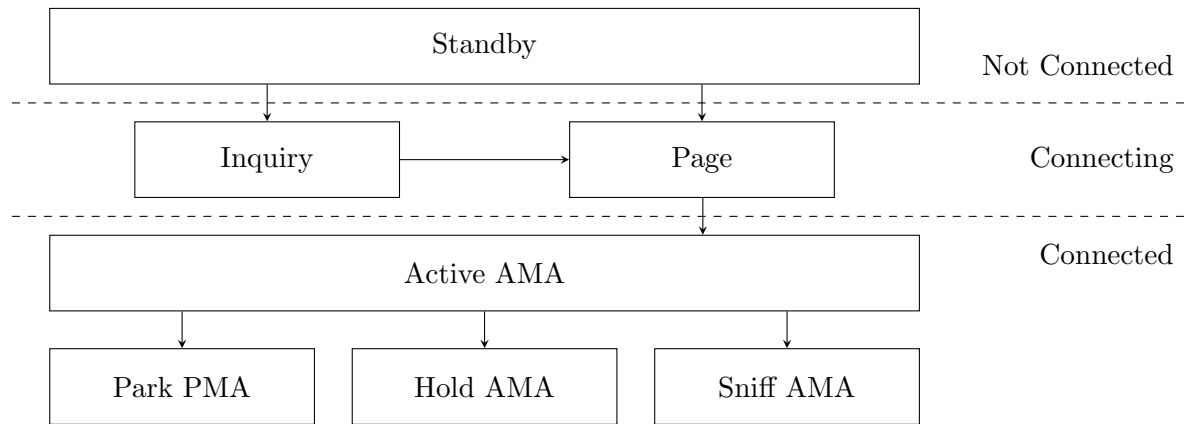 Standby
Not Connected
Inquiry
Page
Connecting
Connected
Active AMA
Park PMA
Hold AMA
Sniff AMA